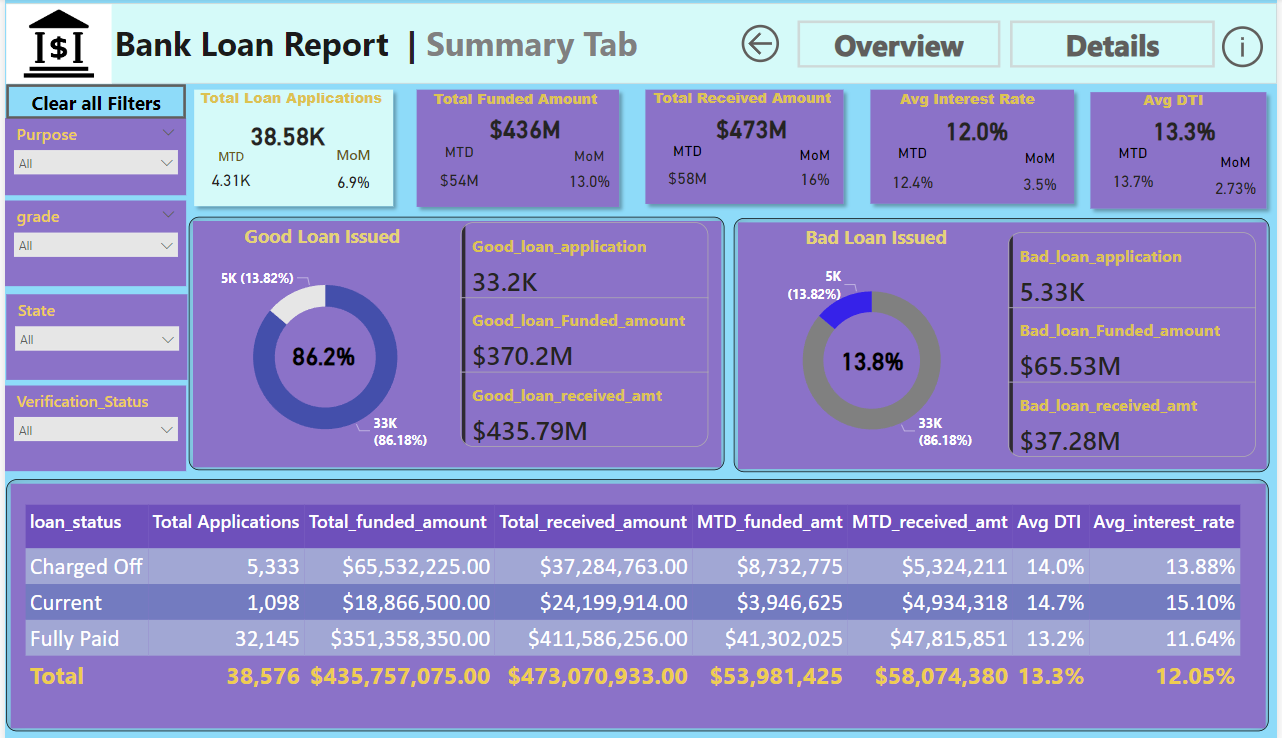 Bank Loan Report | Summary Tab
Overview
Details
Clear all Filters
Purpose
All
grade
All
State
All
Verification_Status
All
Total Loan Applications
38.58K
MTD
MoM
4.31K
6.9%
Total Funded Amount
$436M
MTD
MoM
$54M
13.0%
Total Received Amount
$473M
MTD
MoM
$58M
16%
Avg Interest Rate
12.0%
MTD
MoM
12.4%
3.5%
Avg DTI
13.3%
MTD
MoM
13.7%
2.73%
Good Loan Issued
5K (13.82%)
86.2%
33K
(86.18%)
Good_loan_application
33.2K
Good_loan_Funded_amount
$370.2M
Good_loan_received_amt
$435.79M
Bad Loan Issued
5K
(13.82%)
13.8%
33K
(86.18%)
Bad_loan_application
5.33K
Bad_loan_Funded_amount
$65.53M
Bad_loan_received_amt
$37.28M
loan_status Total Applications Total_funded_amount Total_received_amount MTD_funded_amt MTD_received_amt Avg DTI Avg_interest_rate
Charged Off 5,333 $65,532,225.00 $37,284,763.00 $8,732,775 $5,324,211 14.0% 13.88%
Current 1,098 $18,866,500.00 $24,199,914.00 $3,946,625 $4,934,318 14.7% 15.10%
Fully Paid 32,145 $351,358,350.00 $411,586,256.00 $41,302,025 $47,815,851 13.2% 11.64%
Total 38,576 $435,757,075.00 $473,070,933.00 $53,981,425 $58,074,380 13.3% 12.05%